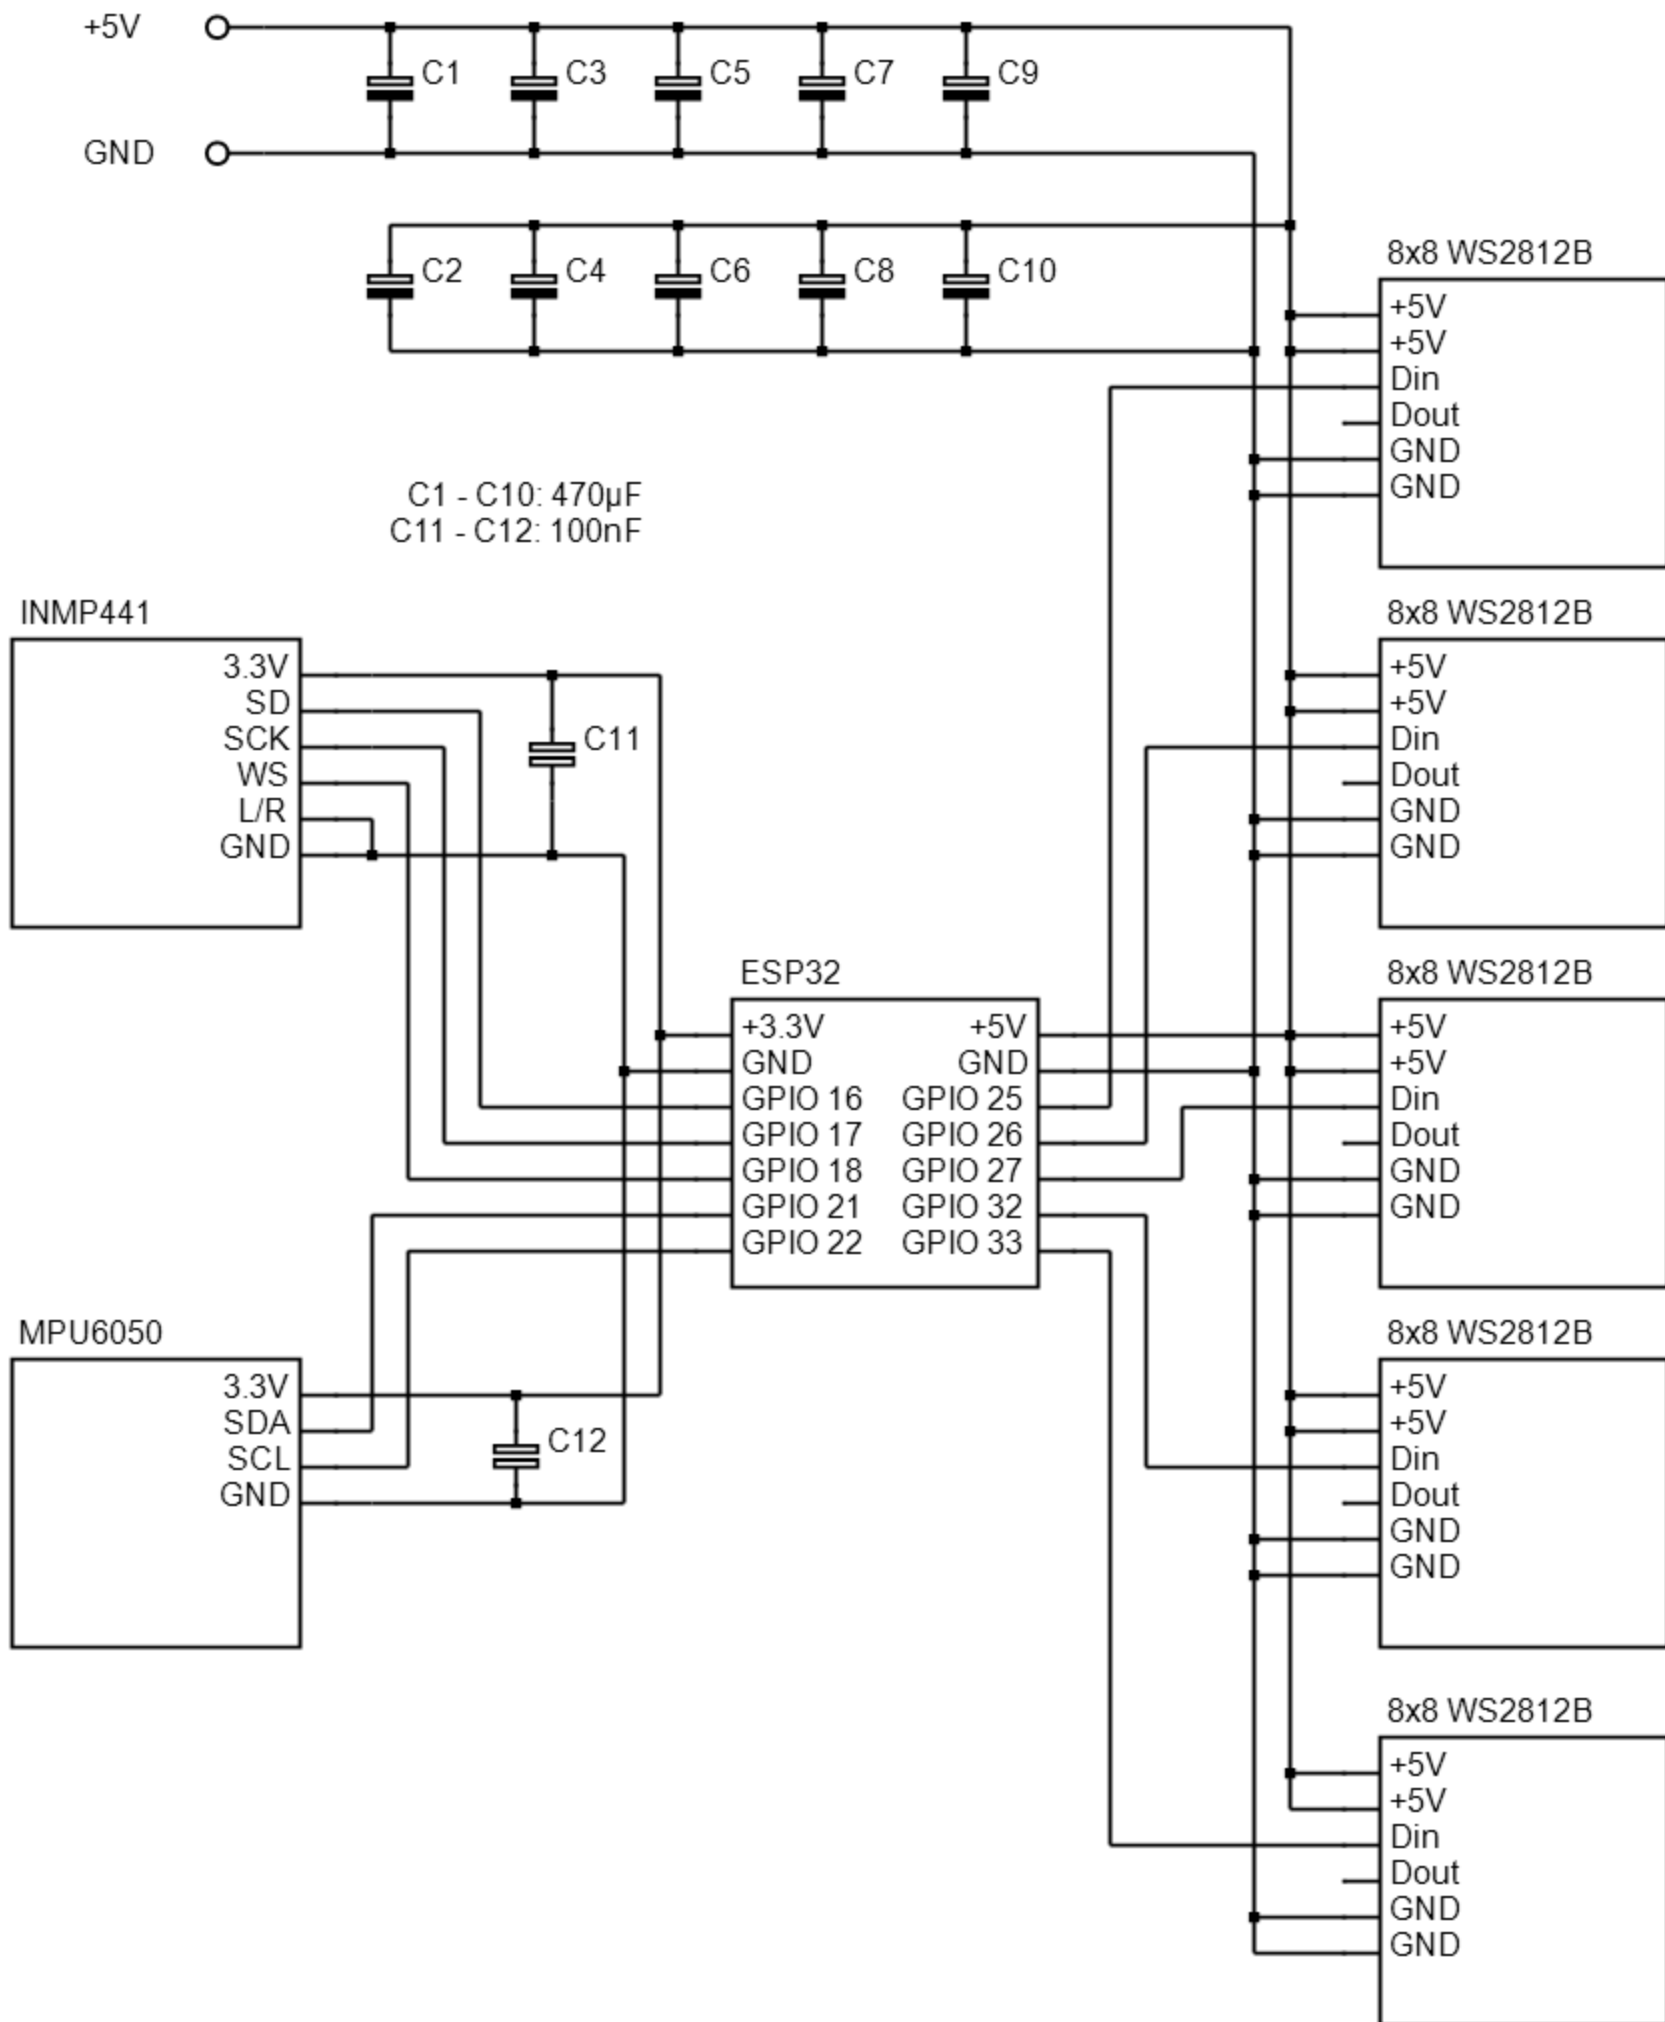 +5V
C1
C3
C5
C7
C9
GND
C2
C4
C6
C8
C10
8x8 WS2812B
+5V
+5V
Din
Dout
GND
GND
C1 - C10: 470µF
C11 - C12: 100nF
INMP441
3.3V
SD
SCK
WS
L/R
GND
C11
8x8 WS2812B
+5V
+5V
Din
Dout
GND
GND
ESP32
+3.3V
GND
GPIO 16
GPIO 17
GPIO 18
GPIO 21
GPIO 22
+5V
GND
GPIO 25
GPIO 26
GPIO 27
GPIO 32
GPIO 33
8x8 WS2812B
+5V
+5V
Din
Dout
GND
GND
MPU6050
3.3V
SDA
SCL
GND
C12
8x8 WS2812B
+5V
+5V
Din
Dout
GND
GND
8x8 WS2812B
+5V
+5V
Din
Dout
GND
GND